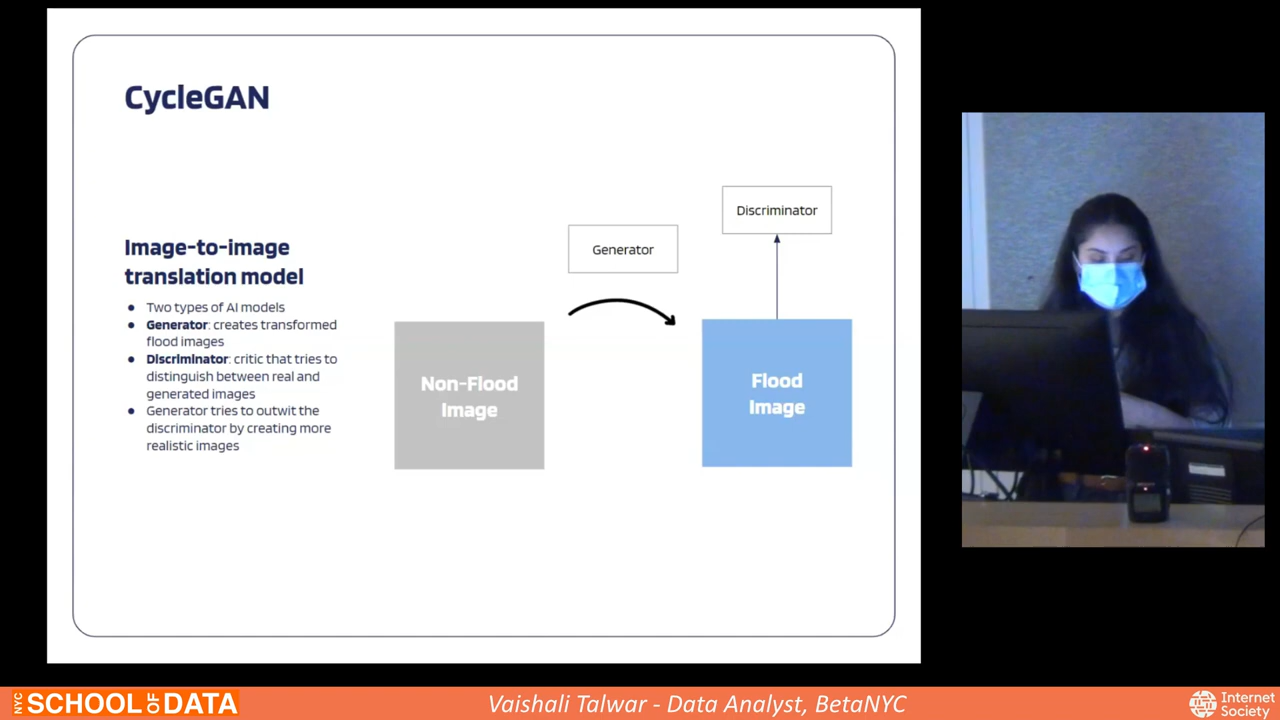 CycleGAN
Image-to-image
translation model
● Two types of AI models
● Generator: creates transformed
flood images
● Discriminator: critic that tries to
distinguish between real and
generated images
● Generator tries to outwit the
discriminator by creating more
realistic images
Generator
Discriminator
Non-Flood
Image
Flood
Image
NYC SCHOOL OF DATA
Vaishali Talwar - Data Analyst, BetaNYC
Internet
Society